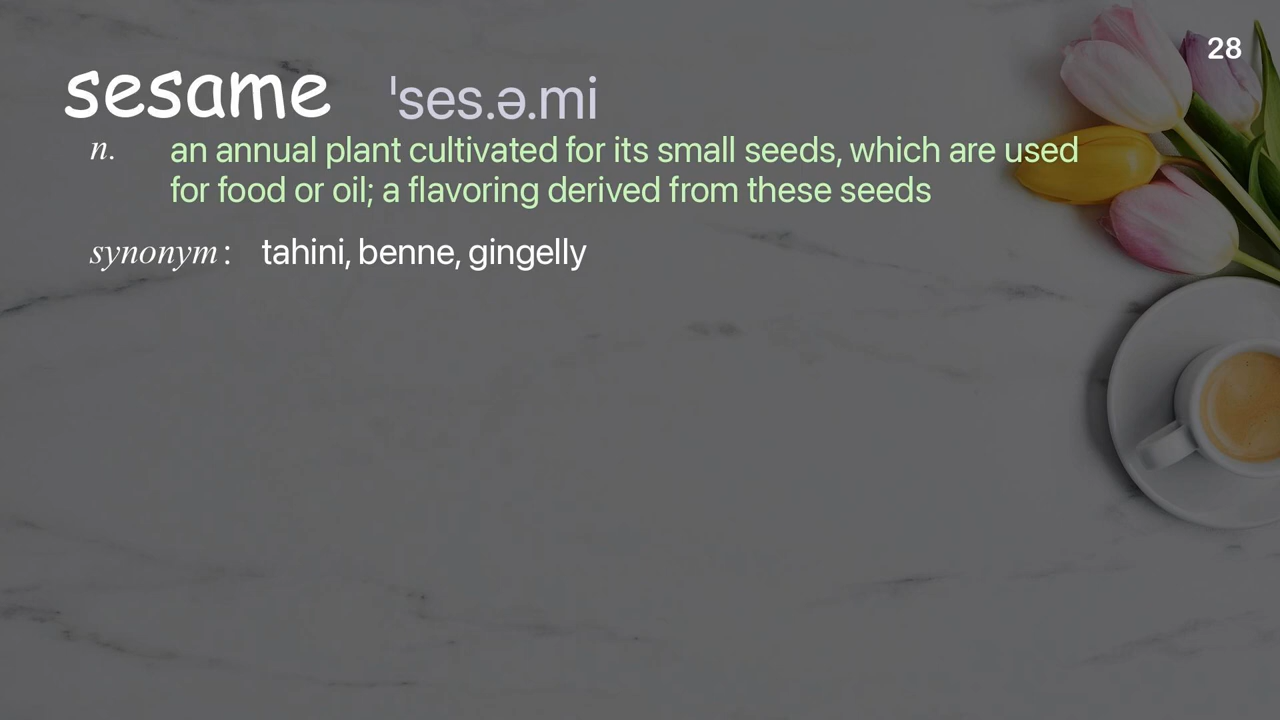 28
sesame ˈses.ə.mi
n. an annual plant cultivated for its small seeds, which are used
for food or oil; a flavoring derived from these seeds
synonym: tahini, benne, gingelly